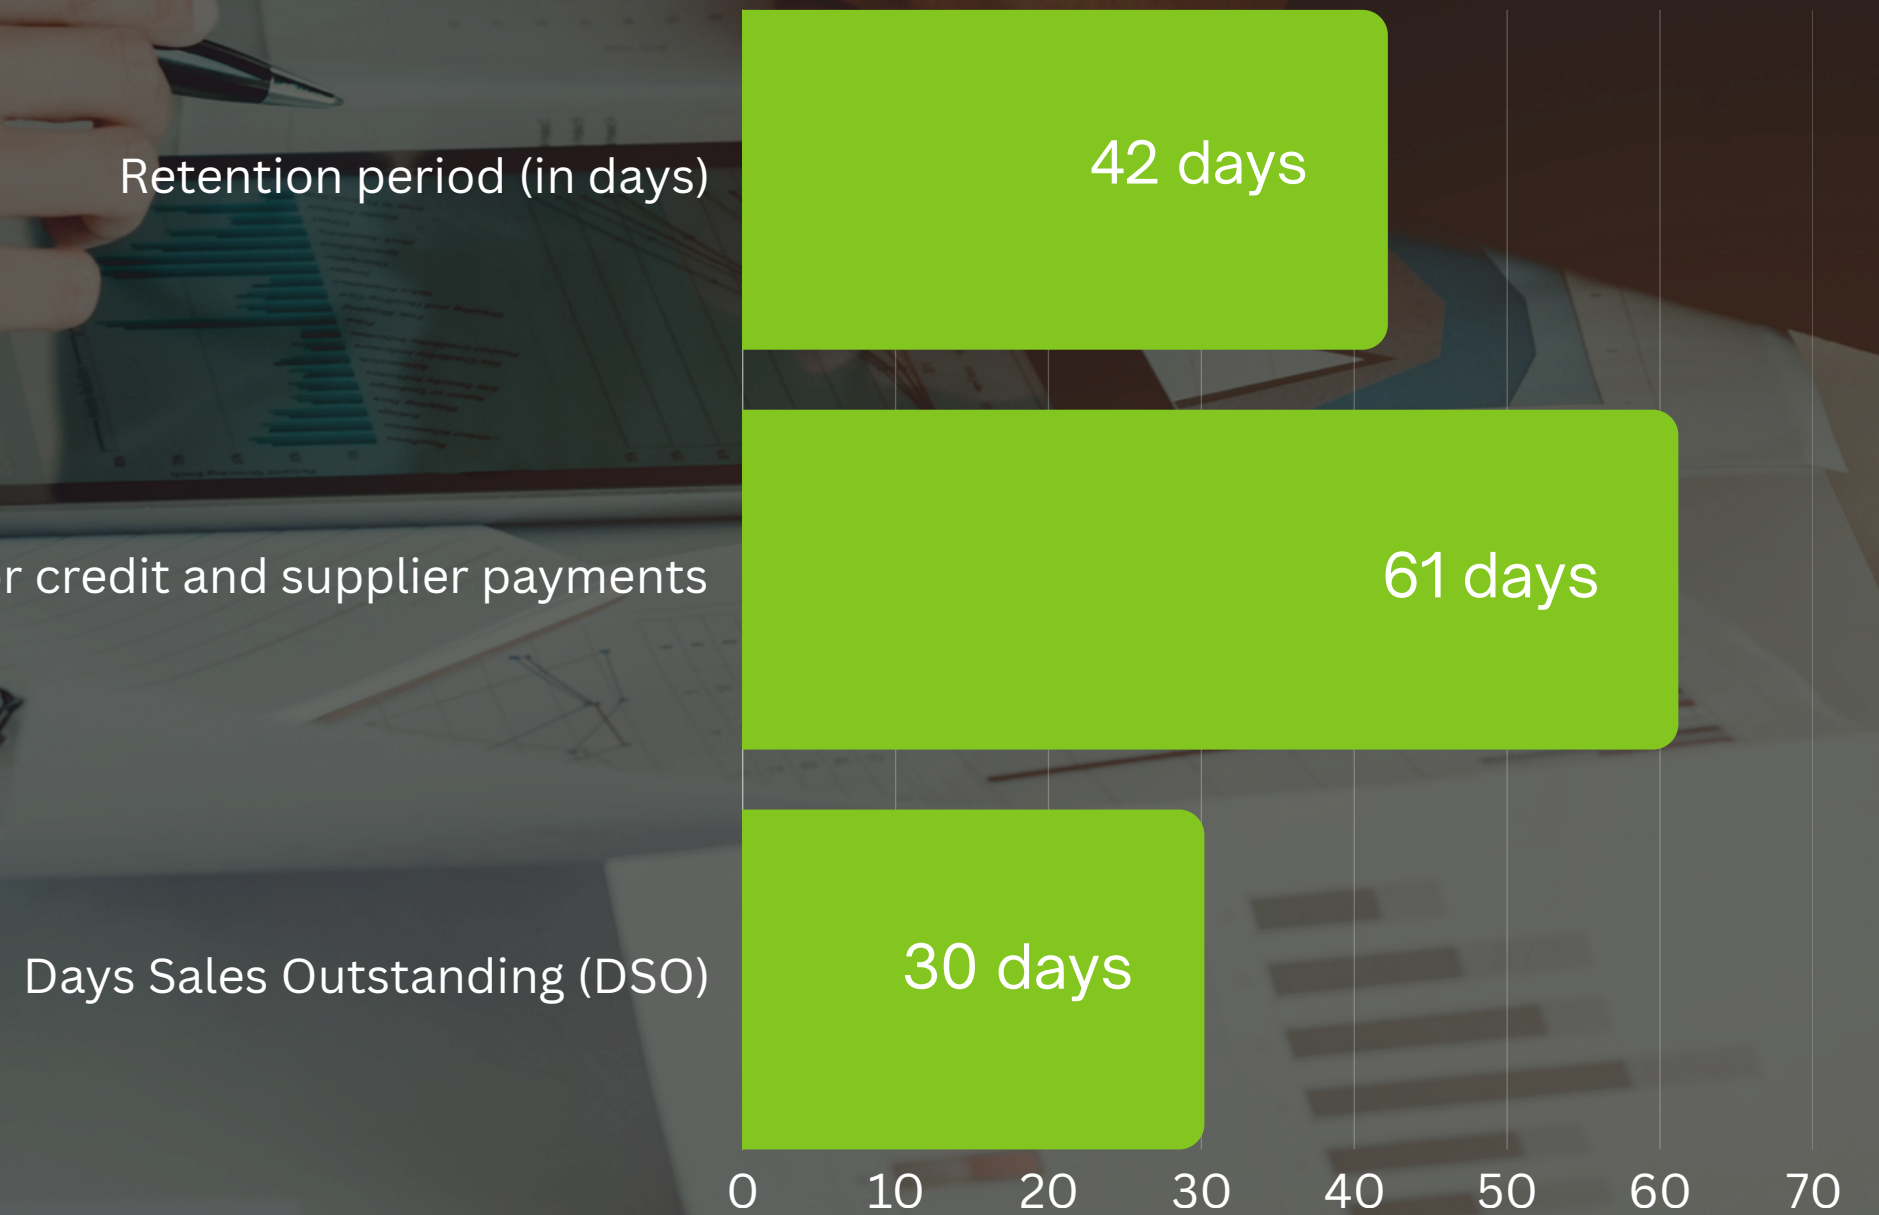 Retention period (in days)
42 days
r credit and supplier payments
61 days
Days Sales Outstanding (DSO)
30 days
0 10 20 30 40 50 60 70